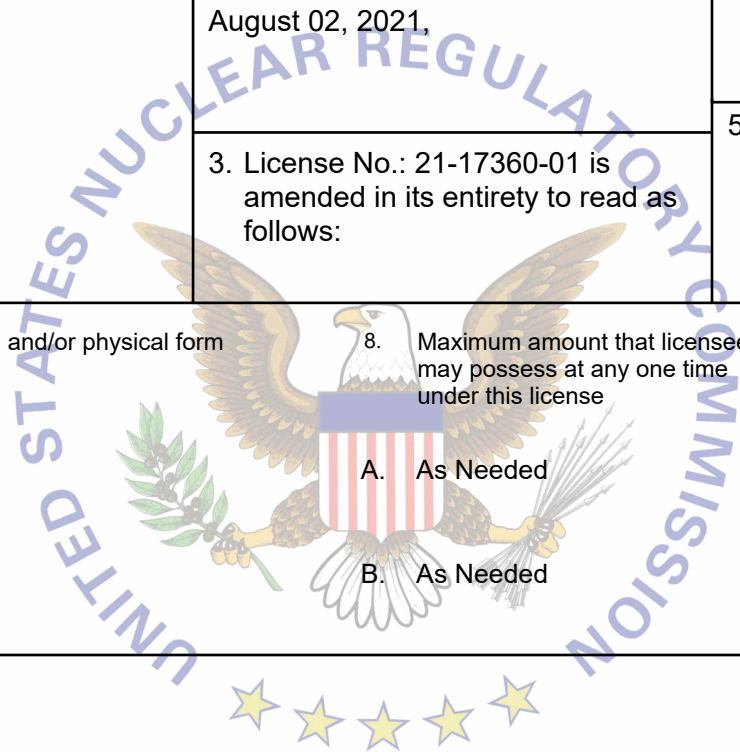 August 02, 2021,
5
3. License No.: 21-17360-01 is
amended in its entirety to read as
follows:
and/or physical form
8. Maximum amount that licensee
may possess at any one time
under this license
A. As Needed
B. As Needed
UNITED STATES NUCLEAR REGULATORY COMMISSION